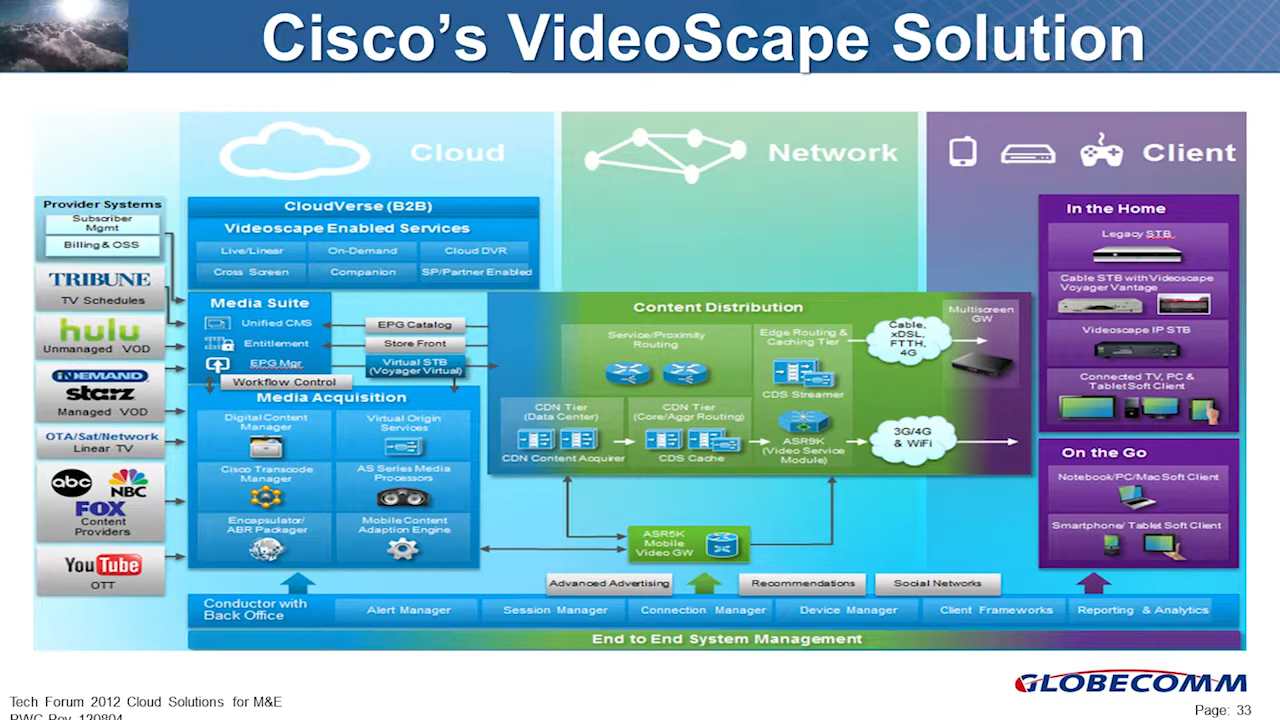 Cisco's VideoScape Solution
Cloud
Network
Client
Provider Systems
Subscriber
Mgmt
Billing & OSS
TRIBUNE
TV Schedules
hulu
Unmanaged VOD
INDEMAND
starz
Managed VOD
OTA/Sat/Network
Linear TV
abc
NBC
FOX
Content
Providers
YouTube
OTT
CloudVerse (B2B)
Videoscape Enabled Services
Live/Linear
On-Demand
Cloud DVR
Cross Screen
Companion
SP/Partner Enabled
Media Suite
Unified CMS
Entitlement
EPG Mgr
Workflow Control
EPG Catalog
Store Front
Virtual STB
(Voyager Virtual)
Media Acquisition
Digital Content
Manager
Virtual Origin
Services
Cisco Transcode
Manager
AS Series Media
Processors
Encapsulator/
ABR Packager
Mobile Content
Adaption Engine
Content Distribution
Service/Proximity
Routing
Edge Routing &
Caching Tier
CDS Streamer
CDN Tier
(Data Center)
CDN Content Acquirer
CDN Tier
(Core/Aggr Routing)
CDS Cache
ASR9K
(Video Service
Module)
Cable,
xDSL,
FTTH,
4G
3G/4G
& WiFi
Multiscreen
GW
ASR5K
Mobile
Video GW
In the Home
Legacy STB
Cable STB with Videoscape
Voyager Vantage
Videoscape IP STB
Connected TV, PC &
Tablet Soft Client
On the Go
Notebook/PC/Mac Soft Client
Smartphone/ Tablet Soft Client
Advanced Advertising
Recommendations
Social Networks
Conductor with
Back Office
Alert Manager
Session Manager
Connection Manager
Device Manager
Client Frameworks
Reporting & Analytics
End to End System Management
GLOBECOMM
Tech Forum 2012 Cloud Solutions for M&E
PWC Rev 120804
Page: 33